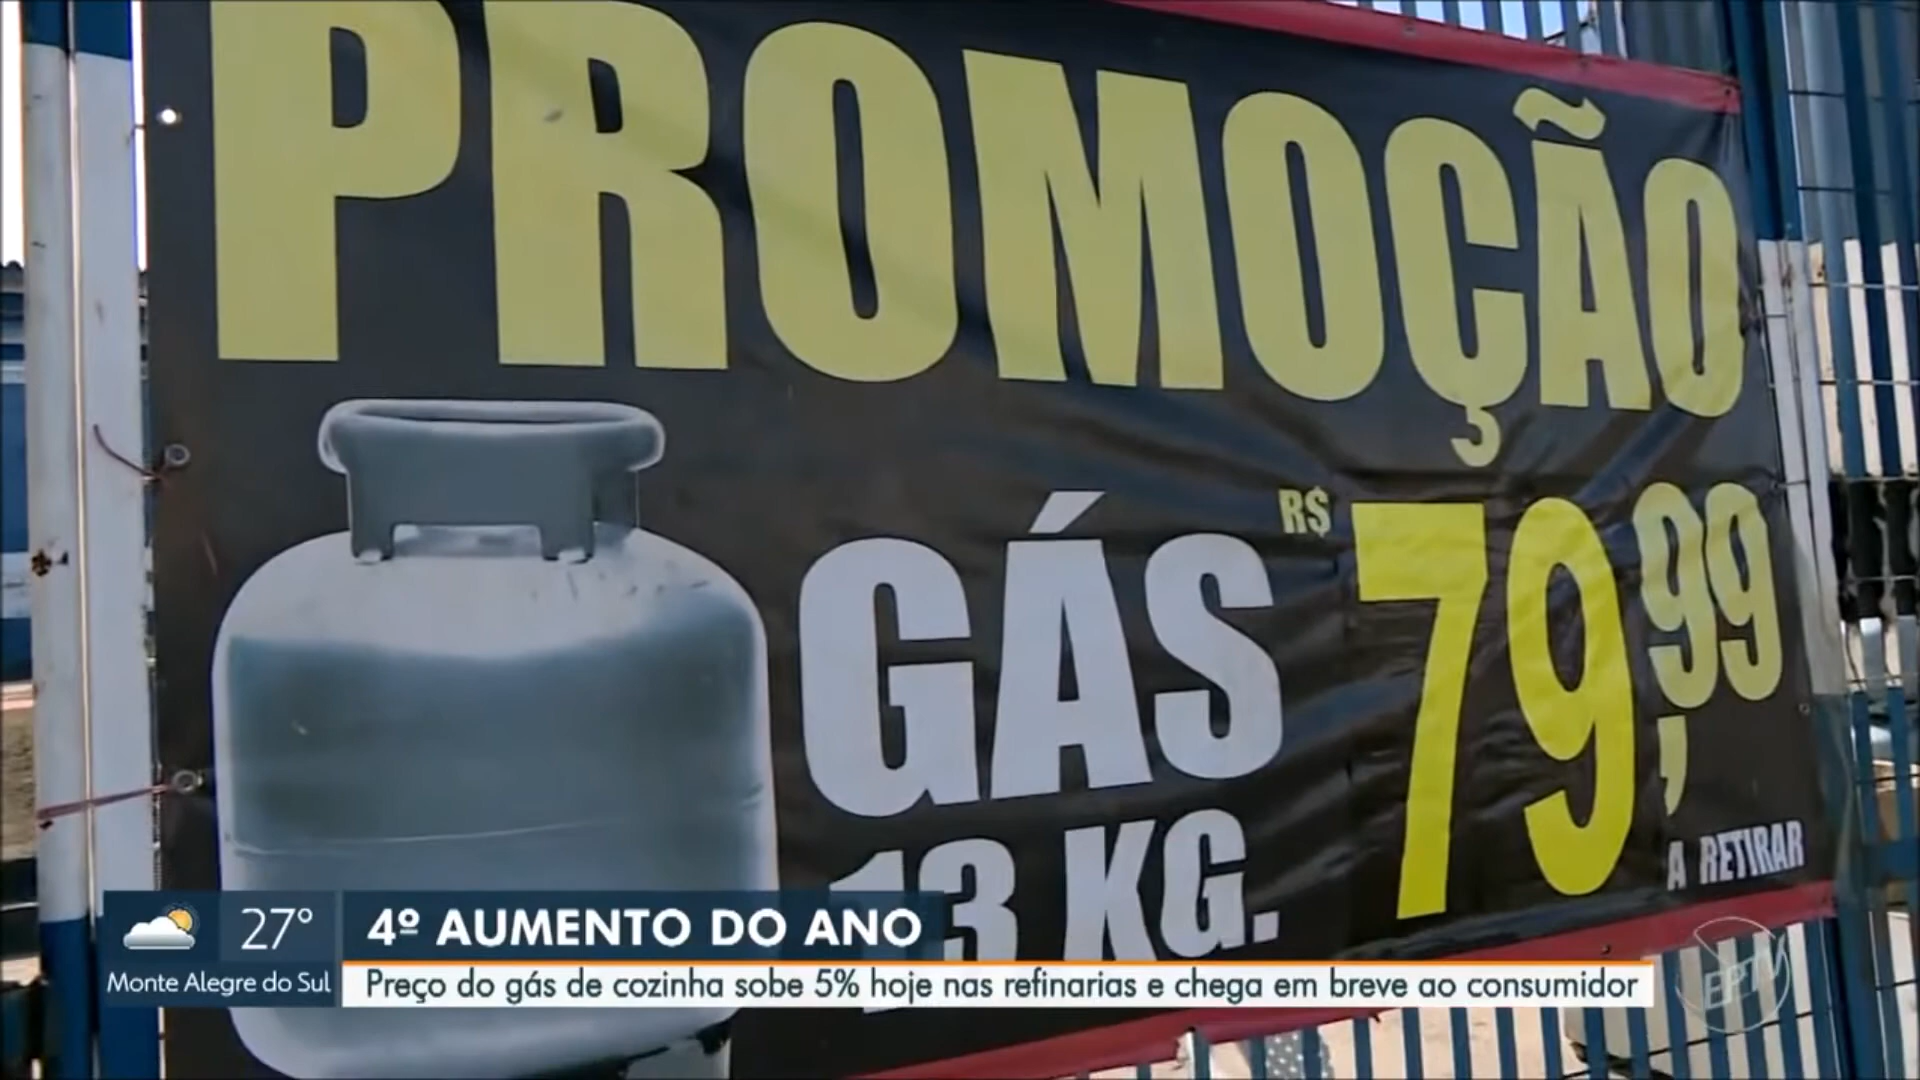 PROMOÇÃO
GÁS R$ 79,99
13 KG. A RETIRAR
27° 4º AUMENTO DO ANO
Monte Alegre do Sul Preço do gás de cozinha sobe 5% hoje nas refinarias e chega em breve ao consumidor
EPTV